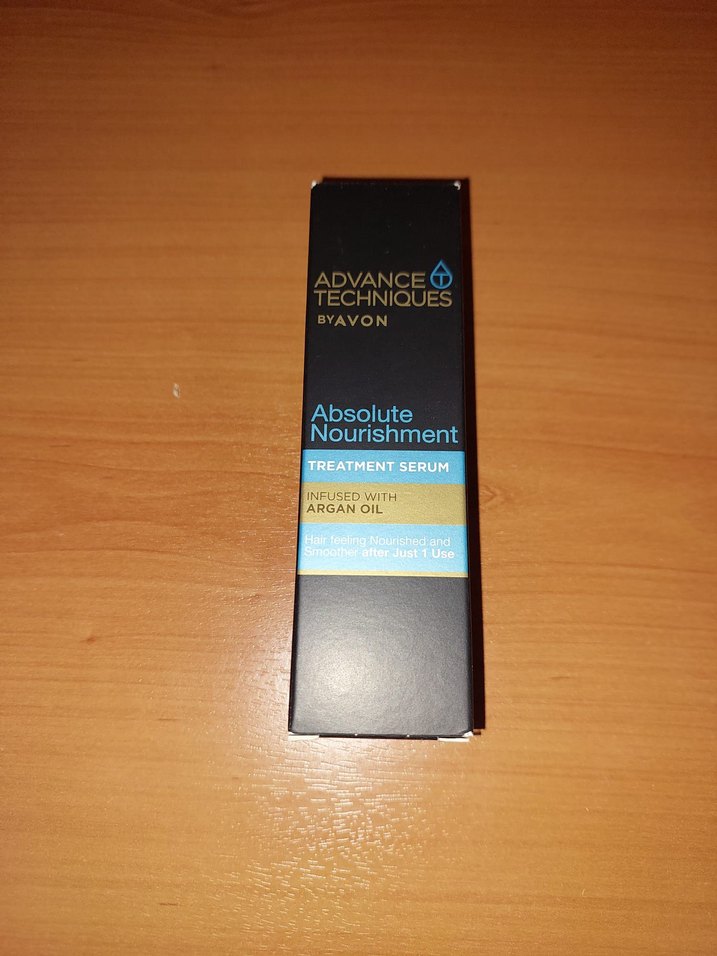 ADVANCE
TECHNIQUES
BY AVON
Absolute
Nourishment
TREATMENT SERUM
INFUSED WITH
ARGAN OIL
Hair feeling Nourished and
Smoother after Just 1 Use